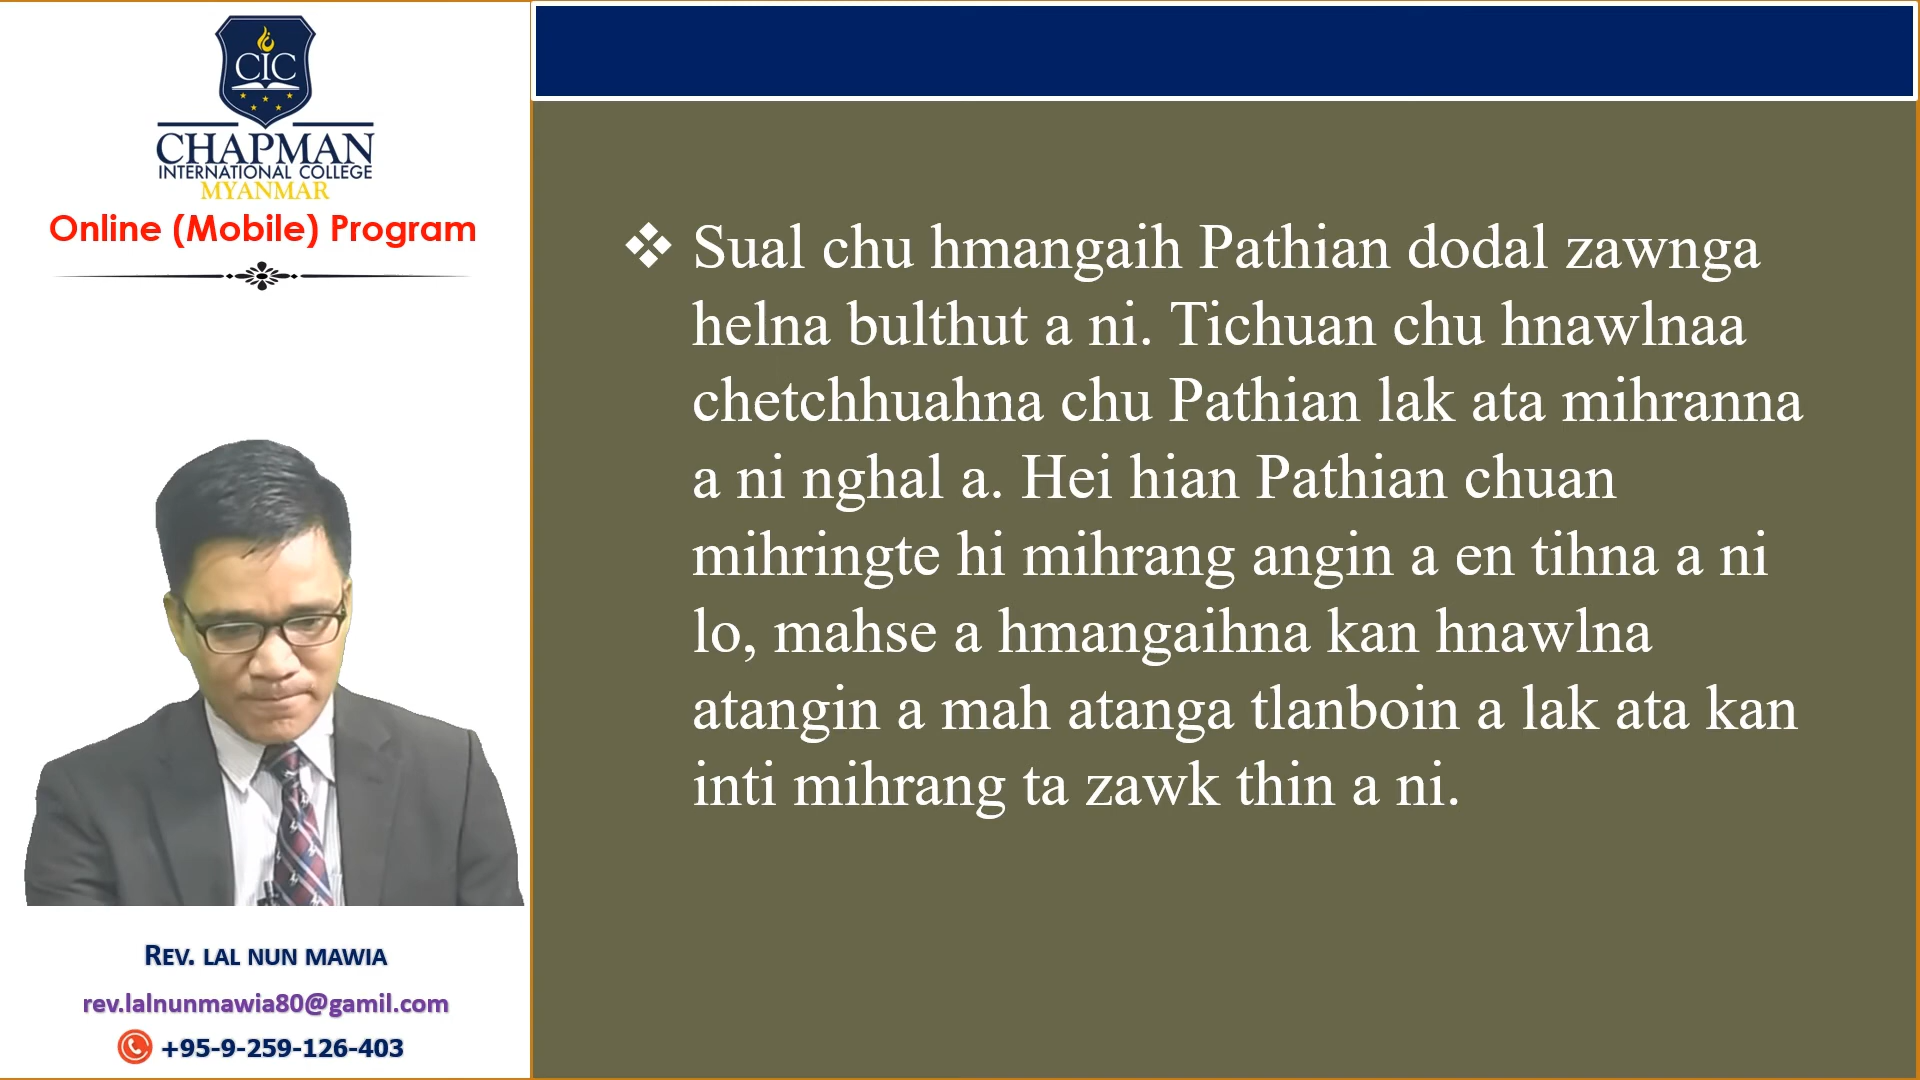 CIC
CHAPMAN
INTERNATIONAL COLLEGE
MYANMAR
Online (Mobile) Program
REV. LAL NUN MAWIA
rev.lalnunmawia80@gamil.com
+95-9-259-126-403
❖ Sual chu hmangaih Pathian dodal zawnga
helna bulthut a ni. Tichuan chu hnawlnaa
chetchhuahna chu Pathian lak ata mihranna
a ni nghal a. Hei hian Pathian chuan
mihringte hi mihrang angin a en tihna a ni
lo, mahse a hmangaihna kan hnawlna
atangin a mah atanga tlanboin a lak ata kan
inti mihrang ta zawk thin a ni.